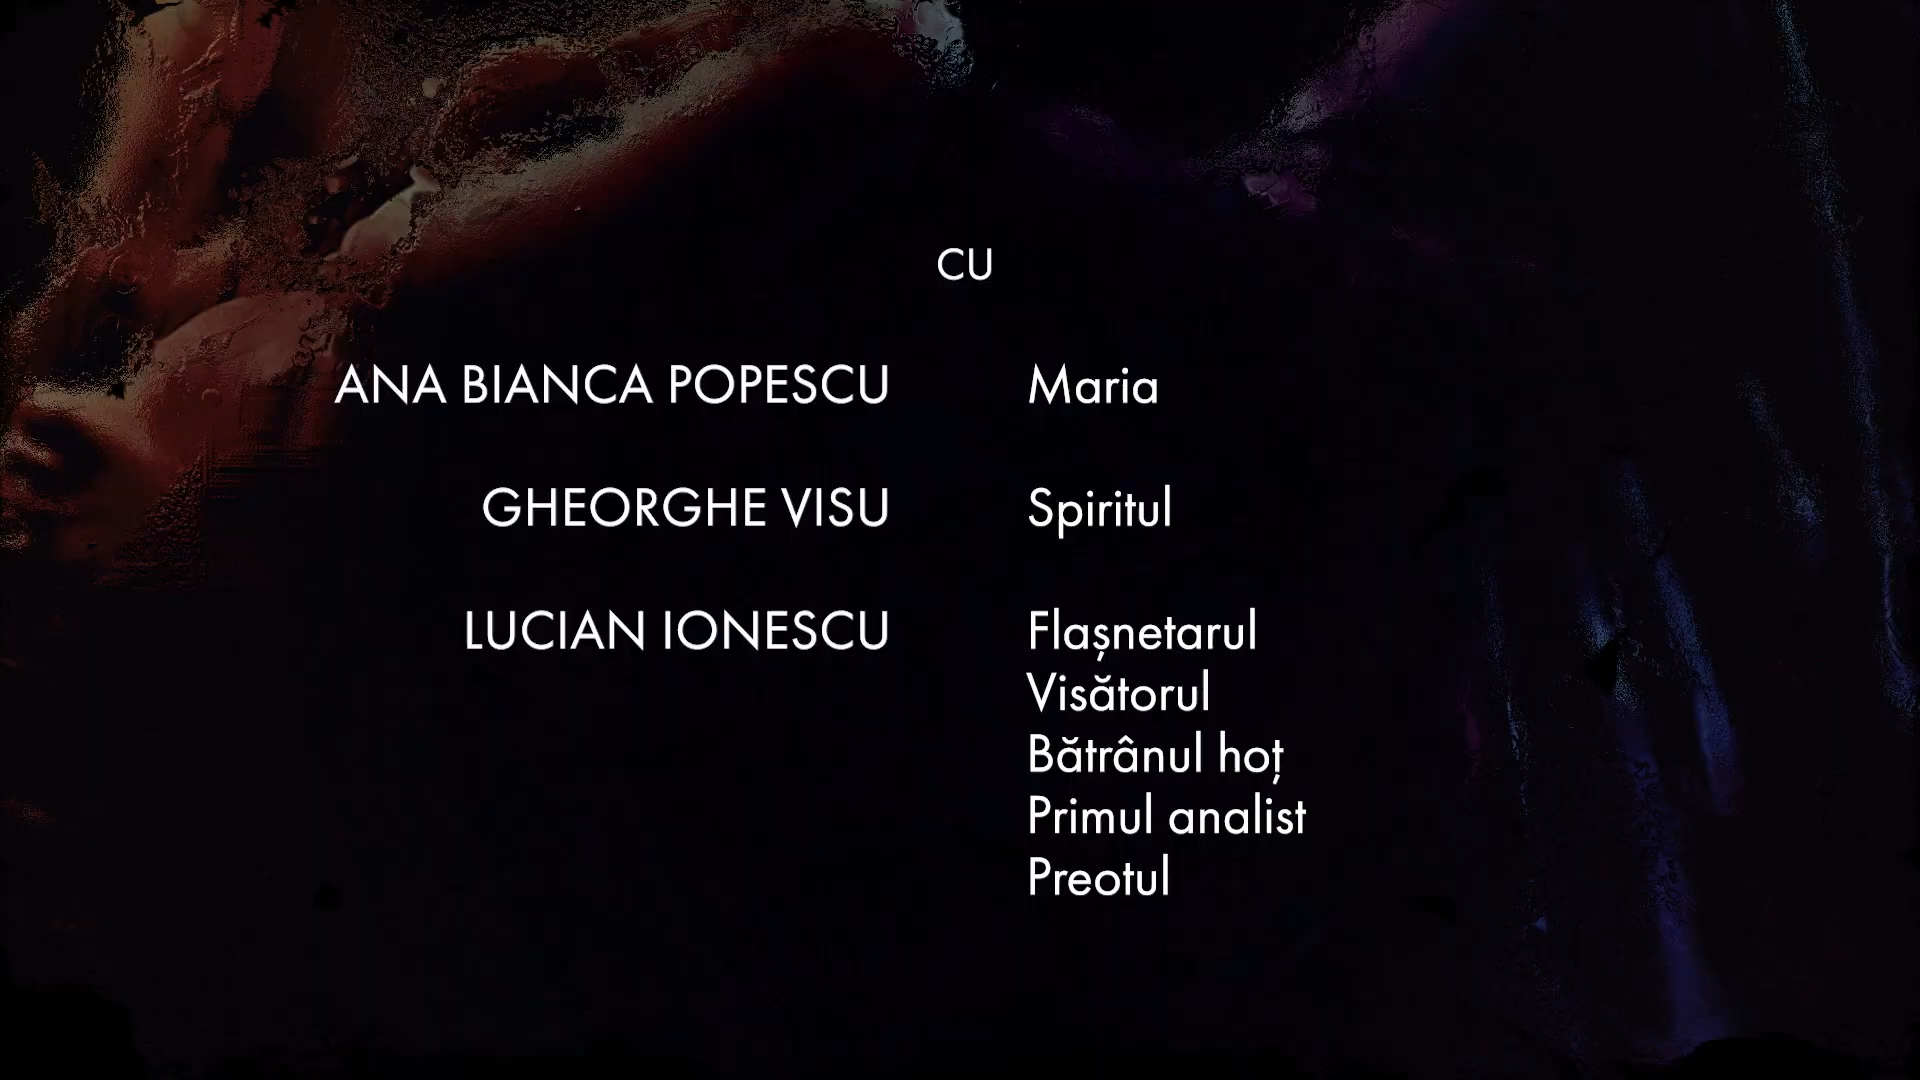 CU
ANA BIANCA POPESCU Maria
GHEORGHE VISU Spiritul
LUCIAN IONESCU Flașnetarul
Visătorul
Bătrânul hoț
Primul analist
Preotul